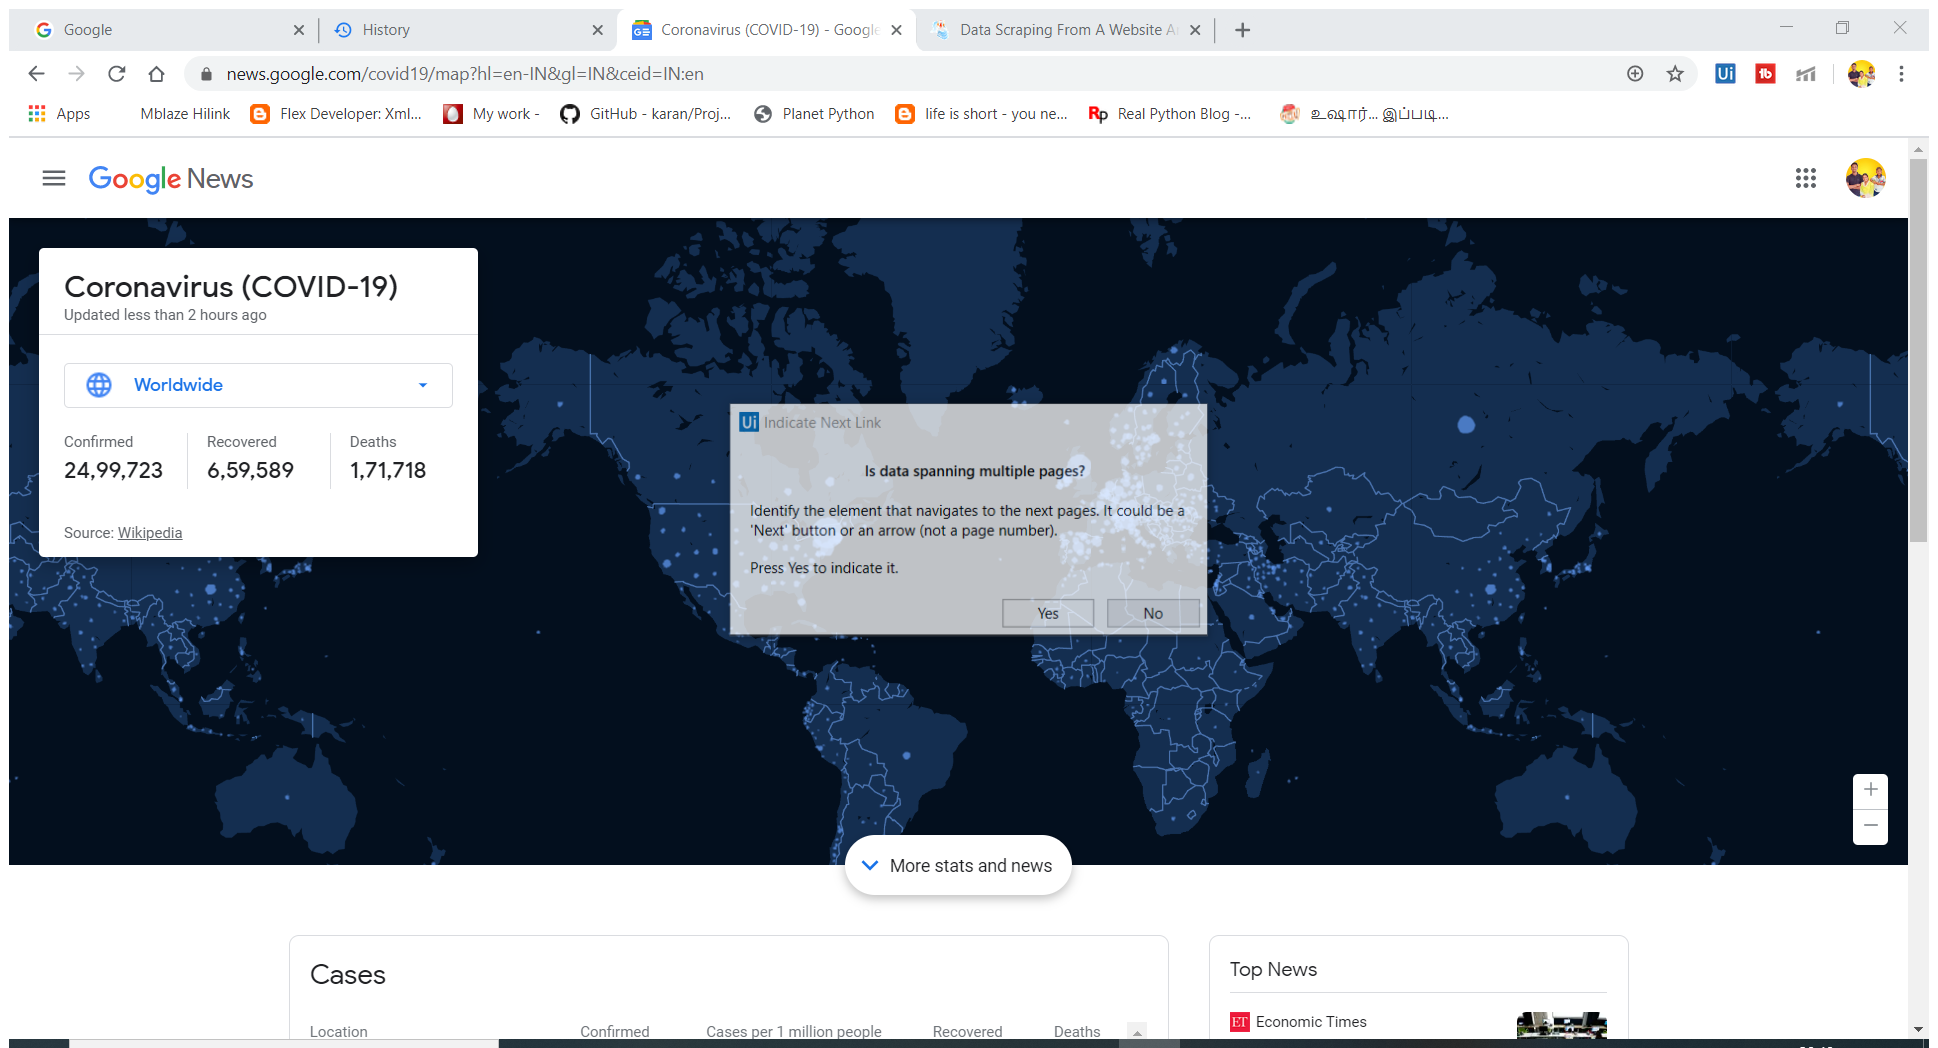 Google
History
Coronavirus (COVID-19) - Google
Data Scraping From A Website A
news.google.com/covid19/map?hl=en-IN&gl=IN&ceid=IN:en
Apps
Mblaze Hilink
Flex Developer: Xml...
My work -
GitHub - karan/Proj...
Planet Python
life is short - you ne...
Rp Real Python Blog -...
உஷார்... இப்படி...
Google News
Coronavirus (COVID-19)
Updated less than 2 hours ago
Worldwide
Confirmed Recovered Deaths
24,99,723 6,59,589 1,71,718
Source: Wikipedia
Ui Indicate Next Link
Is data spanning multiple pages?
Identify the element that navigates to the next pages. It could be a
'Next' button or an arrow (not a page number).
Press Yes to indicate it.
Yes No
More stats and news
Cases
Location Confirmed Cases per 1 million people Recovered Deaths
Top News
ET Economic Times